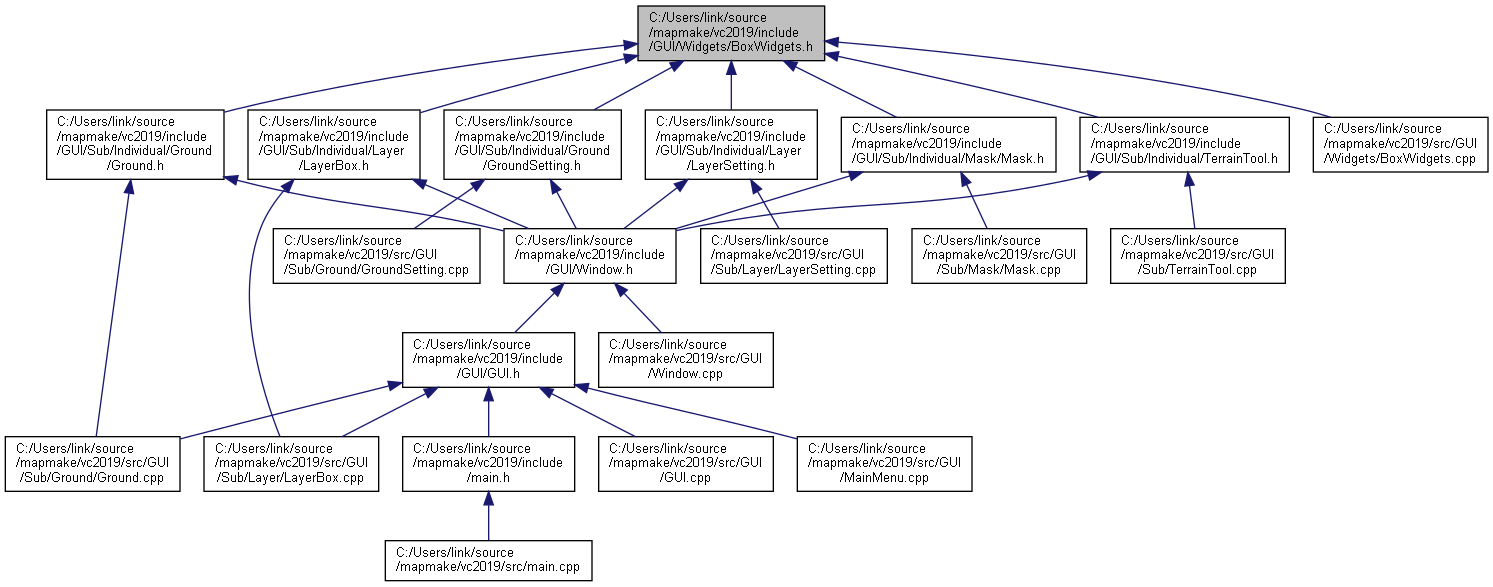 C:/Users/link/source
/mapmake/vc2019/include
/GUI/Widgets/BoxWidgets.h
C:/Users/link/source
/mapmake/vc2019/include
/GUI/Sub/Individual/Ground
/Ground.h
C:/Users/link/source
/mapmake/vc2019/include
/GUI/Sub/Individual/Layer
/LayerBox.h
C:/Users/link/source
/mapmake/vc2019/include
/GUI/Sub/Individual/Ground
/GroundSetting.h
C:/Users/link/source
/mapmake/vc2019/include
/GUI/Sub/Individual/Layer
/LayerSetting.h
C:/Users/link/source
/mapmake/vc2019/include
/GUI/Sub/Individual/Mask/Mask.h
C:/Users/link/source
/mapmake/vc2019/include
/GUI/Sub/Individual/TerrainTool.h
C:/Users/link/source
/mapmake/vc2019/src/GUI
/Widgets/BoxWidgets.cpp
C:/Users/link/source
/mapmake/vc2019/src/GUI
/Sub/Ground/GroundSetting.cpp
C:/Users/link/source
/mapmake/vc2019/include
/GUI/Window.h
C:/Users/link/source
/mapmake/vc2019/src/GUI
/Sub/Layer/LayerSetting.cpp
C:/Users/link/source
/mapmake/vc2019/src/GUI
/Sub/Mask/Mask.cpp
C:/Users/link/source
/mapmake/vc2019/src/GUI
/Sub/TerrainTool.cpp
C:/Users/link/source
/mapmake/vc2019/include
/GUI/GUI.h
C:/Users/link/source
/mapmake/vc2019/src/GUI
/Window.cpp
C:/Users/link/source
/mapmake/vc2019/src/GUI
/Sub/Ground/Ground.cpp
C:/Users/link/source
/mapmake/vc2019/src/GUI
/Sub/Layer/LayerBox.cpp
C:/Users/link/source
/mapmake/vc2019/include
/main.h
C:/Users/link/source
/mapmake/vc2019/src/GUI
/GUI.cpp
C:/Users/link/source
/mapmake/vc2019/src/GUI
/MainMenu.cpp
C:/Users/link/source
/mapmake/vc2019/src/main.cpp